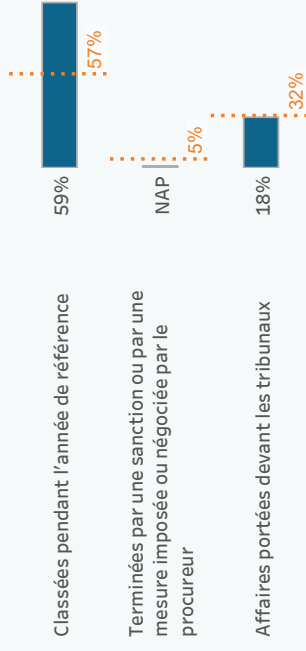 Classées pendant l'année de référence
59%
57%
Terminées par une sanction ou par une
mesure imposée ou négociée par le
procureur
NAP
5%
Affaires portées devant les tribunaux
18%
32%